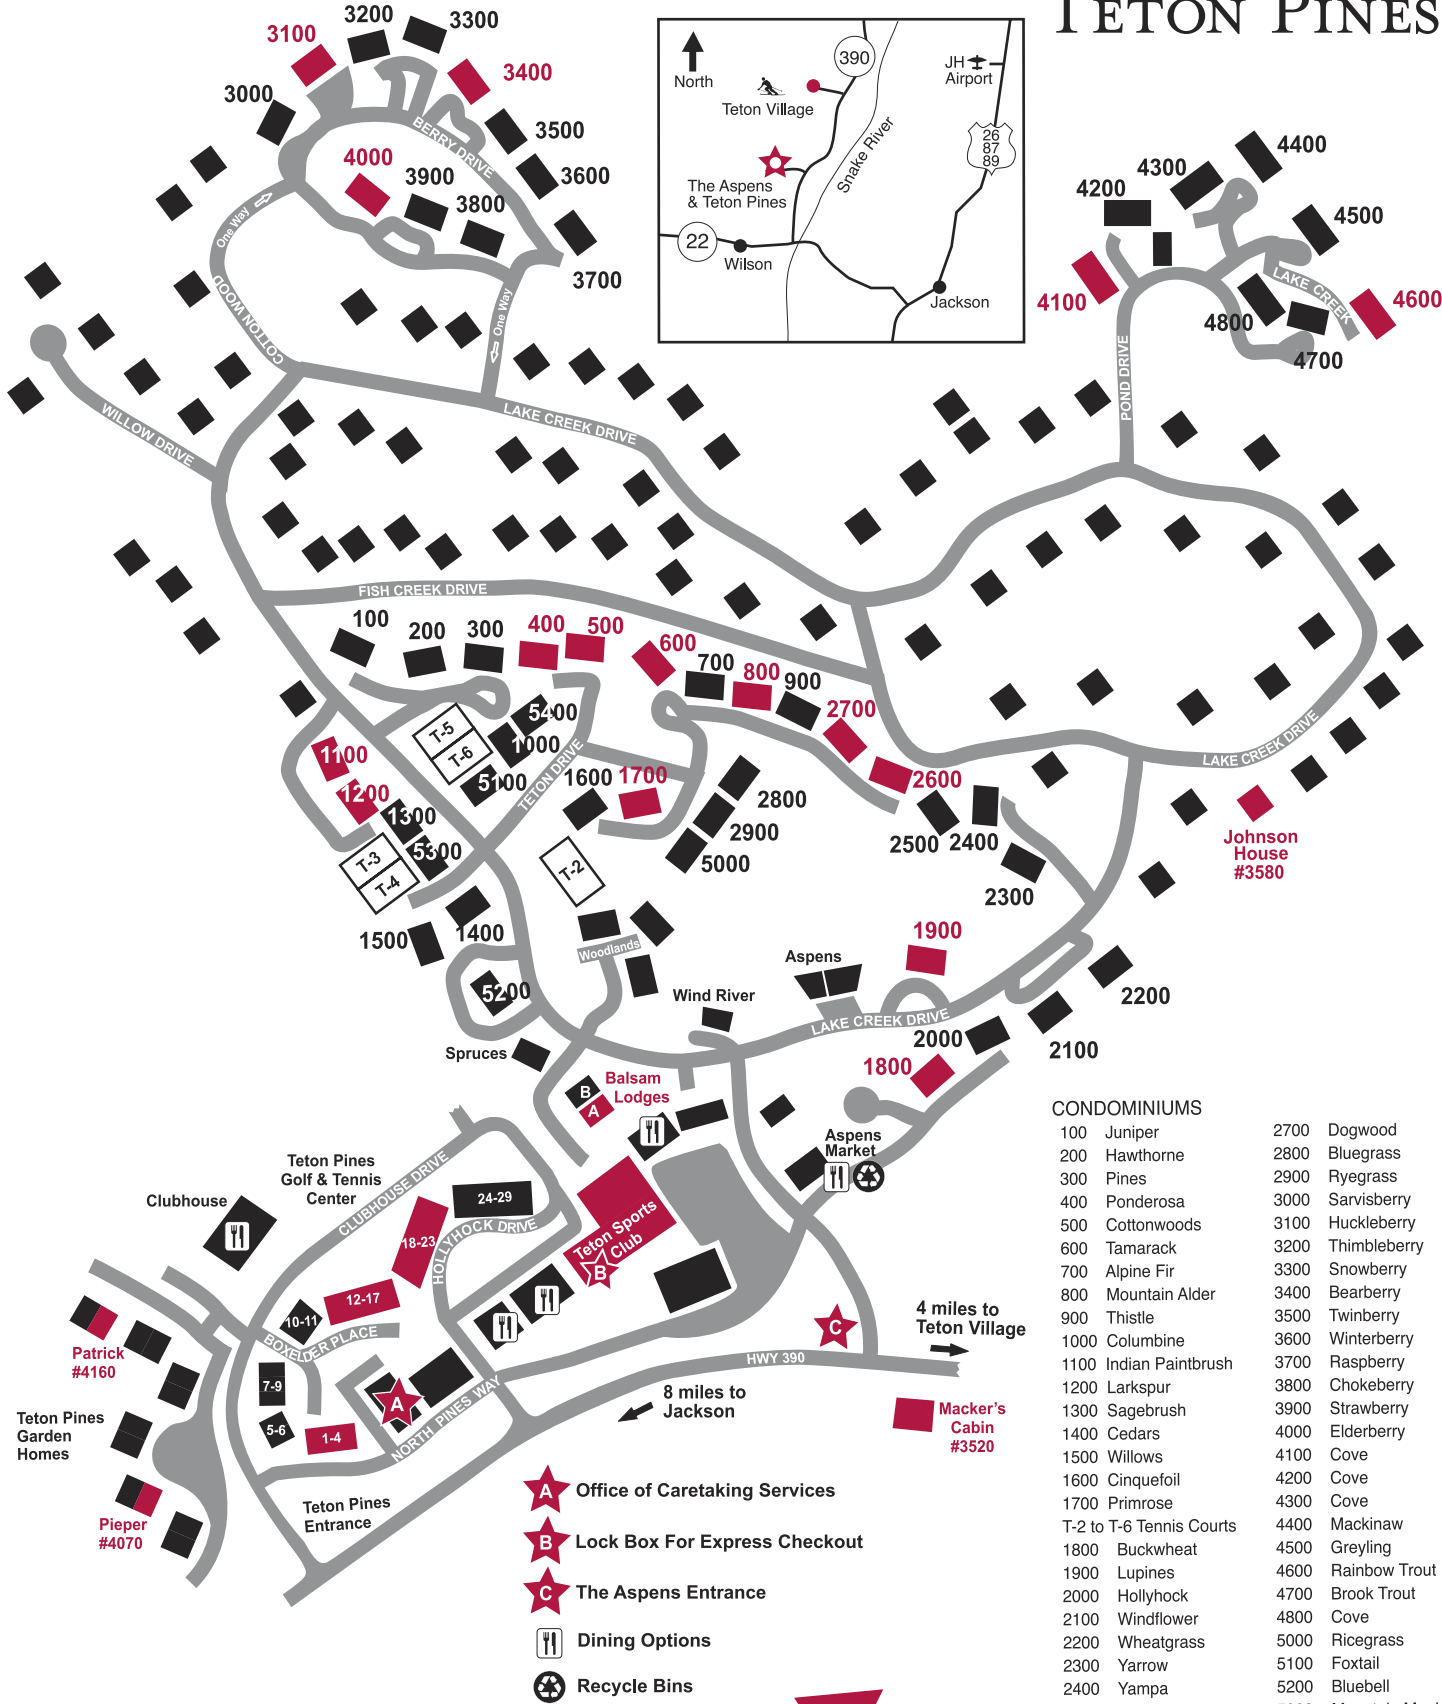 TETON PINES
3100
3200
3300
3400
3000
3500
BERRY DRIVE
4000
3900
3600
3800
3700
One Way
One Way
COTTONWOOD
WILLOW DRIVE
LAKE CREEK DRIVE
North
390
JH
Airport
Teton Village
26
87
89
Snake River
The Aspens
& Teton Pines
22
Wilson
Jackson
4400
4300
4200
4500
4100
LAKE CREEK
4600
4800
4700
POND DRIVE
FISH CREEK DRIVE
100
200
300
400
500
600
700
800
900
2700
2600
5400
T-5
T-6
1000
1100
5100
TETON DRIVE
1600
1700
1200
1300
5300
T-3
T-4
2800
2900
5000
T-2
2500
2400
2300
LAKE CREEK DRIVE
Johnson
House
#3580
1500
1400
Woodlands
5200
Aspens
1900
2200
Wind River
LAKE CREEK DRIVE
2000
2100
1800
Spruces
B
A
Balsam
Lodges
Aspens
Market
Teton Pines
Golf & Tennis
Center
Clubhouse
CLUBHOUSE DRIVE
24-29
18-23
HOLLYHOCK DRIVE
Teton Sports
Club
B
12-17
10-11
BOXELDER PLACE
Patrick
#4160
7-9
5-6
1-4
A
NORTH PINES WAY
Teton Pines
Garden
Homes
Pieper
#4070
Teton Pines
Entrance
C
4 miles to
Teton Village
HWY 390
8 miles to
Jackson
Macker's
Cabin
#3520
A Office of Caretaking Services
B Lock Box For Express Checkout
C The Aspens Entrance
Dining Options
Recycle Bins
CONDOMINIUMS
100 Juniper
200 Hawthorne
300 Pines
400 Ponderosa
500 Cottonwoods
600 Tamarack
700 Alpine Fir
800 Mountain Alder
900 Thistle
1000 Columbine
1100 Indian Paintbrush
1200 Larkspur
1300 Sagebrush
1400 Cedars
1500 Willows
1600 Cinquefoil
1700 Primrose
T-2 to T-6 Tennis Courts
1800 Buckwheat
1900 Lupines
2000 Hollyhock
2100 Windflower
2200 Wheatgrass
2300 Yarrow
2400 Yampa
2700 Dogwood
2800 Bluegrass
2900 Ryegrass
3000 Sarvisberry
3100 Huckleberry
3200 Thimbleberry
3300 Snowberry
3400 Bearberry
3500 Twinberry
3600 Winterberry
3700 Raspberry
3800 Chokeberry
3900 Strawberry
4000 Elderberry
4100 Cove
4200 Cove
4300 Cove
4400 Mackinaw
4500 Greyling
4600 Rainbow Trout
4700 Brook Trout
4800 Cove
5000 Ricegrass
5100 Foxtail
5200 Bluebell